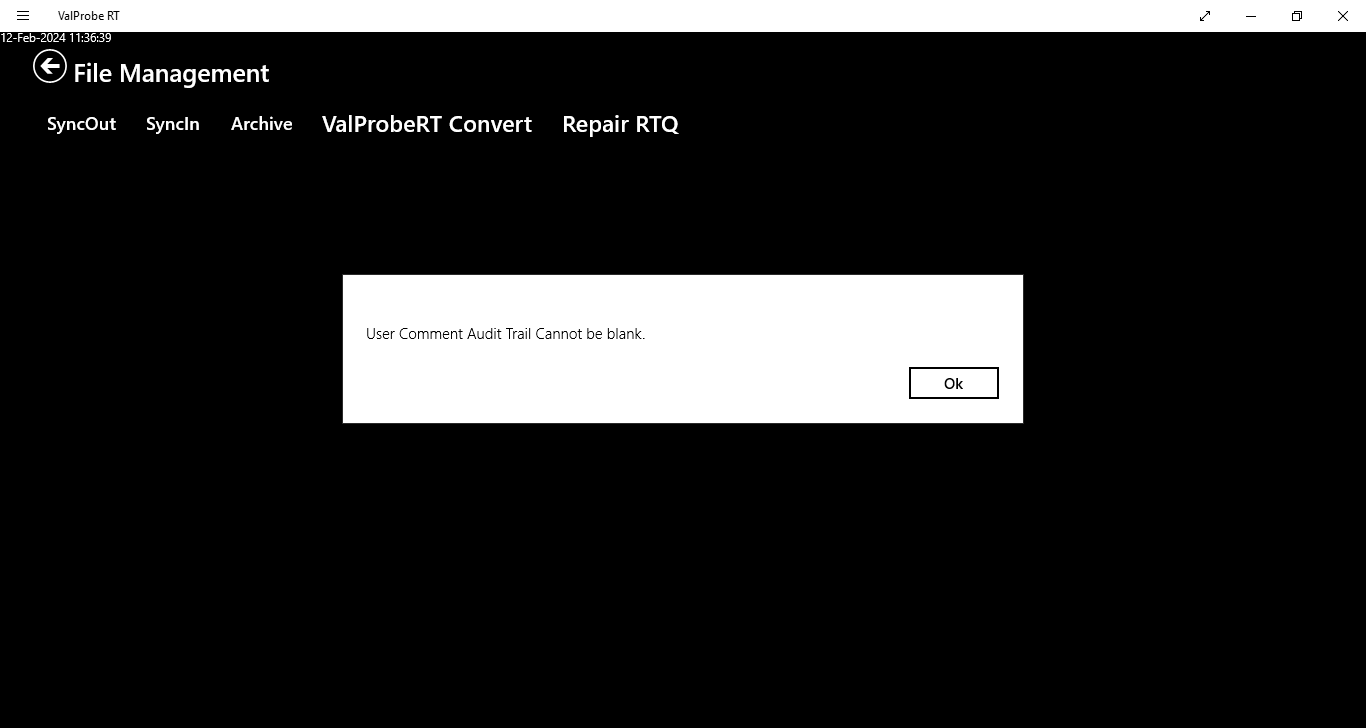 ValProbe RT
12-Feb-2024 11:36:39
File Management
SyncOut SyncIn Archive ValProbeRT Convert Repair RTQ
User Comment Audit Trail Cannot be blank.
Ok